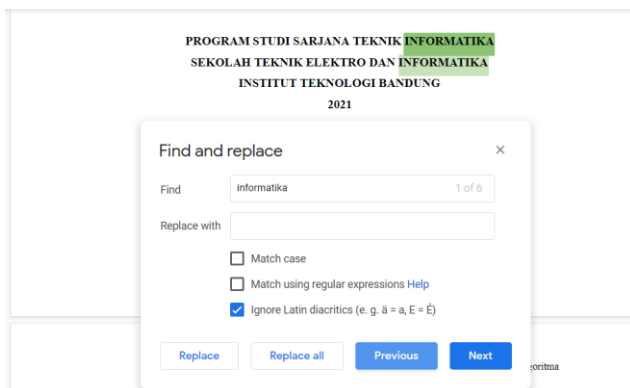 PROGRAM STUDI SARJANA TEKNIK INFORMATIKA
SEKOLAH TEKNIK ELEKTRO DAN INFORMATIKA
INSTITUT TEKNOLOGI BANDUNG
2021
Find and replace
Find informatika 1 of 6
Replace with
Match case
Match using regular expressions Help
Ignore Latin diacritics (e. g. ä = a, E = É)
Replace Replace all Previous Next